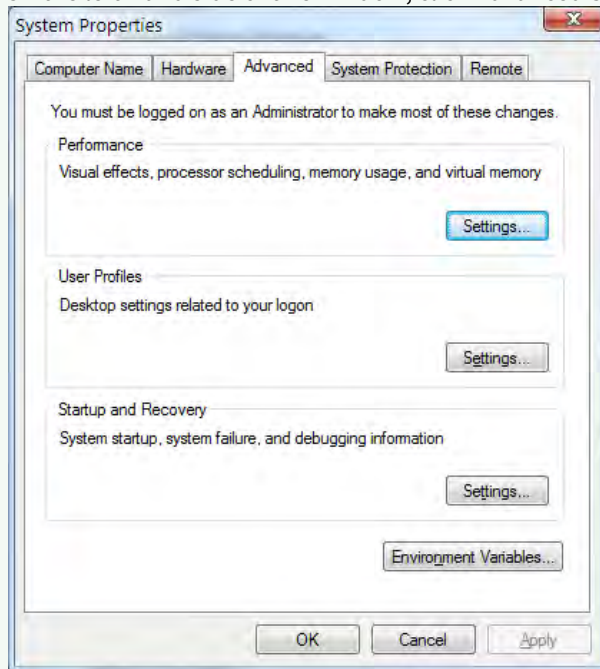 System Properties
Computer Name Hardware Advanced System Protection Remote
You must be logged on as an Administrator to make most of these changes.
Performance
Visual effects, processor scheduling, memory usage, and virtual memory
Settings...
User Profiles
Desktop settings related to your logon
Settings...
Startup and Recovery
System startup, system failure, and debugging information
Settings...
Environment Variables...
OK Cancel Apply